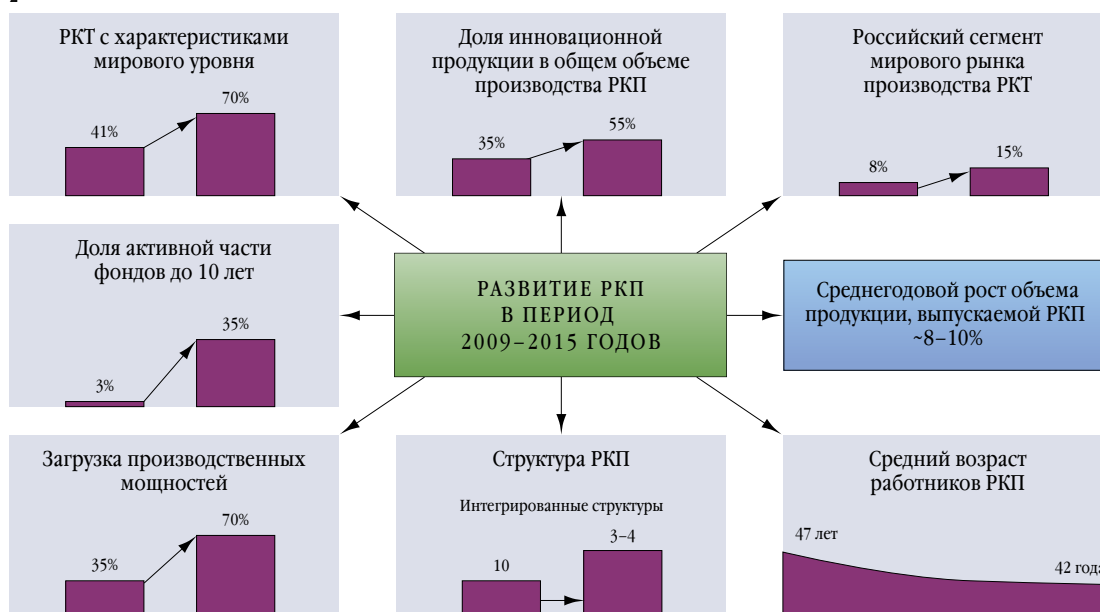 РКТ с характеристиками
мирового уровня
41%
70%
Доля инновационной
продукции в общем объеме
производства РКП
35%
55%
Российский сегмент
мирового рынка
производства РКТ
8%
15%
Доля активной части
фондов до 10 лет
3%
35%
РАЗВИТИЕ РКП
В ПЕРИОД
2009–2015 ГОДОВ
Среднегодовой рост объема
продукции, выпускаемой РКП
~8–10%
Загрузка производственных
мощностей
35%
70%
Структура РКП
Интегрированные структуры
10
3–4
Средний возраст
работников РКП
47 лет
42 года